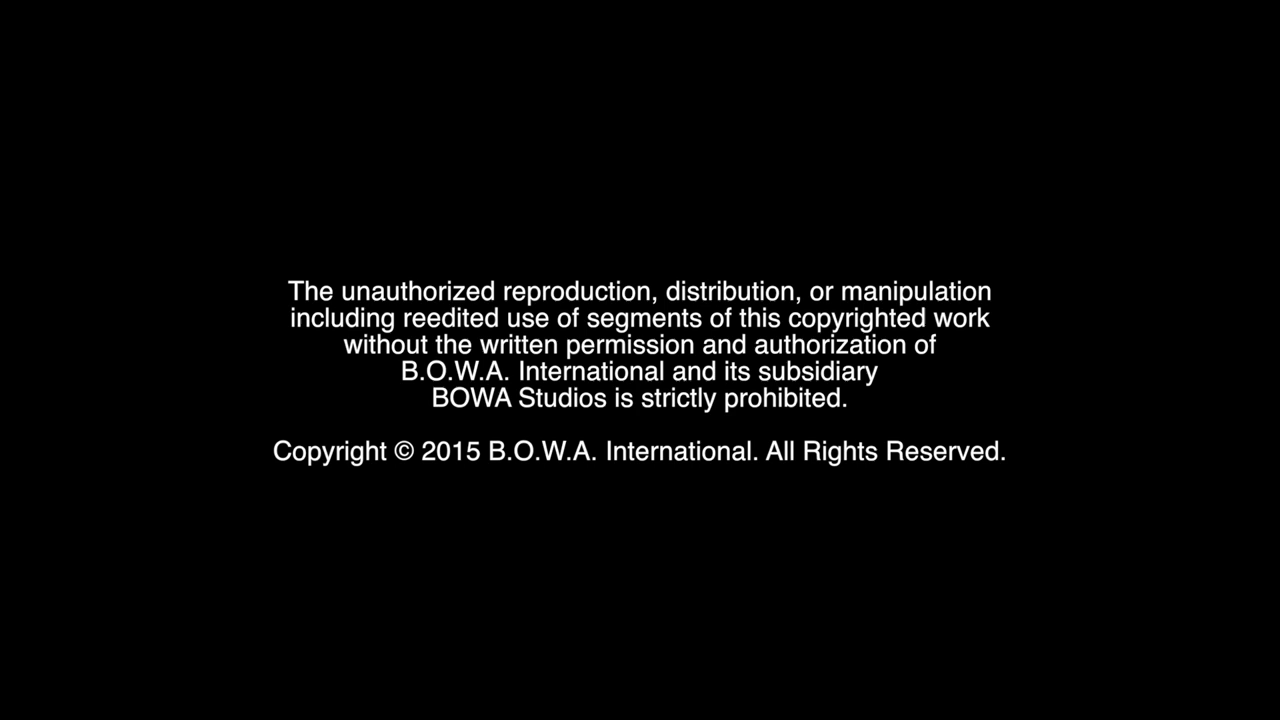 The unauthorized reproduction, distribution, or manipulation
including reedited use of segments of this copyrighted work
without the written permission and authorization of
B.O.W.A. International and its subsidiary
BOWA Studios is strictly prohibited.
Copyright © 2015 B.O.W.A. International. All Rights Reserved.